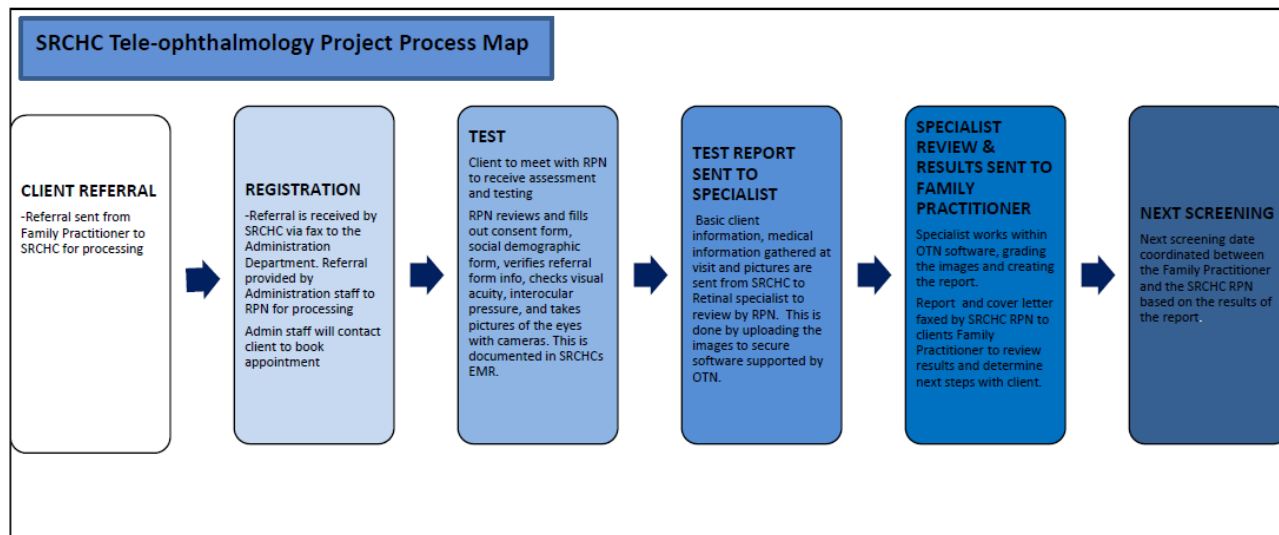 SRCHC Tele-ophthalmology Project Process Map
CLIENT REFERRAL
-Referral sent from
Family Practitioner to
SRCHC for processing
REGISTRATION
-Referral is received by
SRCHC via fax to the
Administration
Department. Referral
provided by
Administration staff to
RPN for processing
Admin staff will contact
client to book
appointment
TEST
Client to meet with RPN
to receive assessment
and testing
RPN reviews and fills
out consent form,
social demographic
form, verifies referral
form info, checks visual
acuity, interocular
pressure, and takes
pictures of the eyes
with cameras. This is
documented in SRCHCs
EMR.
TEST REPORT
SENT TO
SPECIALIST
Basic client
information, medical
information gathered at
visit and pictures are
sent from SRCHC to
Retinal specialist to
review by RPN. This is
done by uploading the
images to secure
software supported by
OTN.
SPECIALIST
REVIEW &
RESULTS SENT TO
FAMILY
PRACTITIONER
Specialist works within
OTN software, grading
the images and creating
the report.
Report and cover letter
faxed by SRCHC RPN to
clients Family
Practitioner to review
results and determine
next steps with client.
NEXT SCREENING
Next screening date
coordinated between
the Family Practitioner
and the SRCHC RPN
based on the results of
the report.